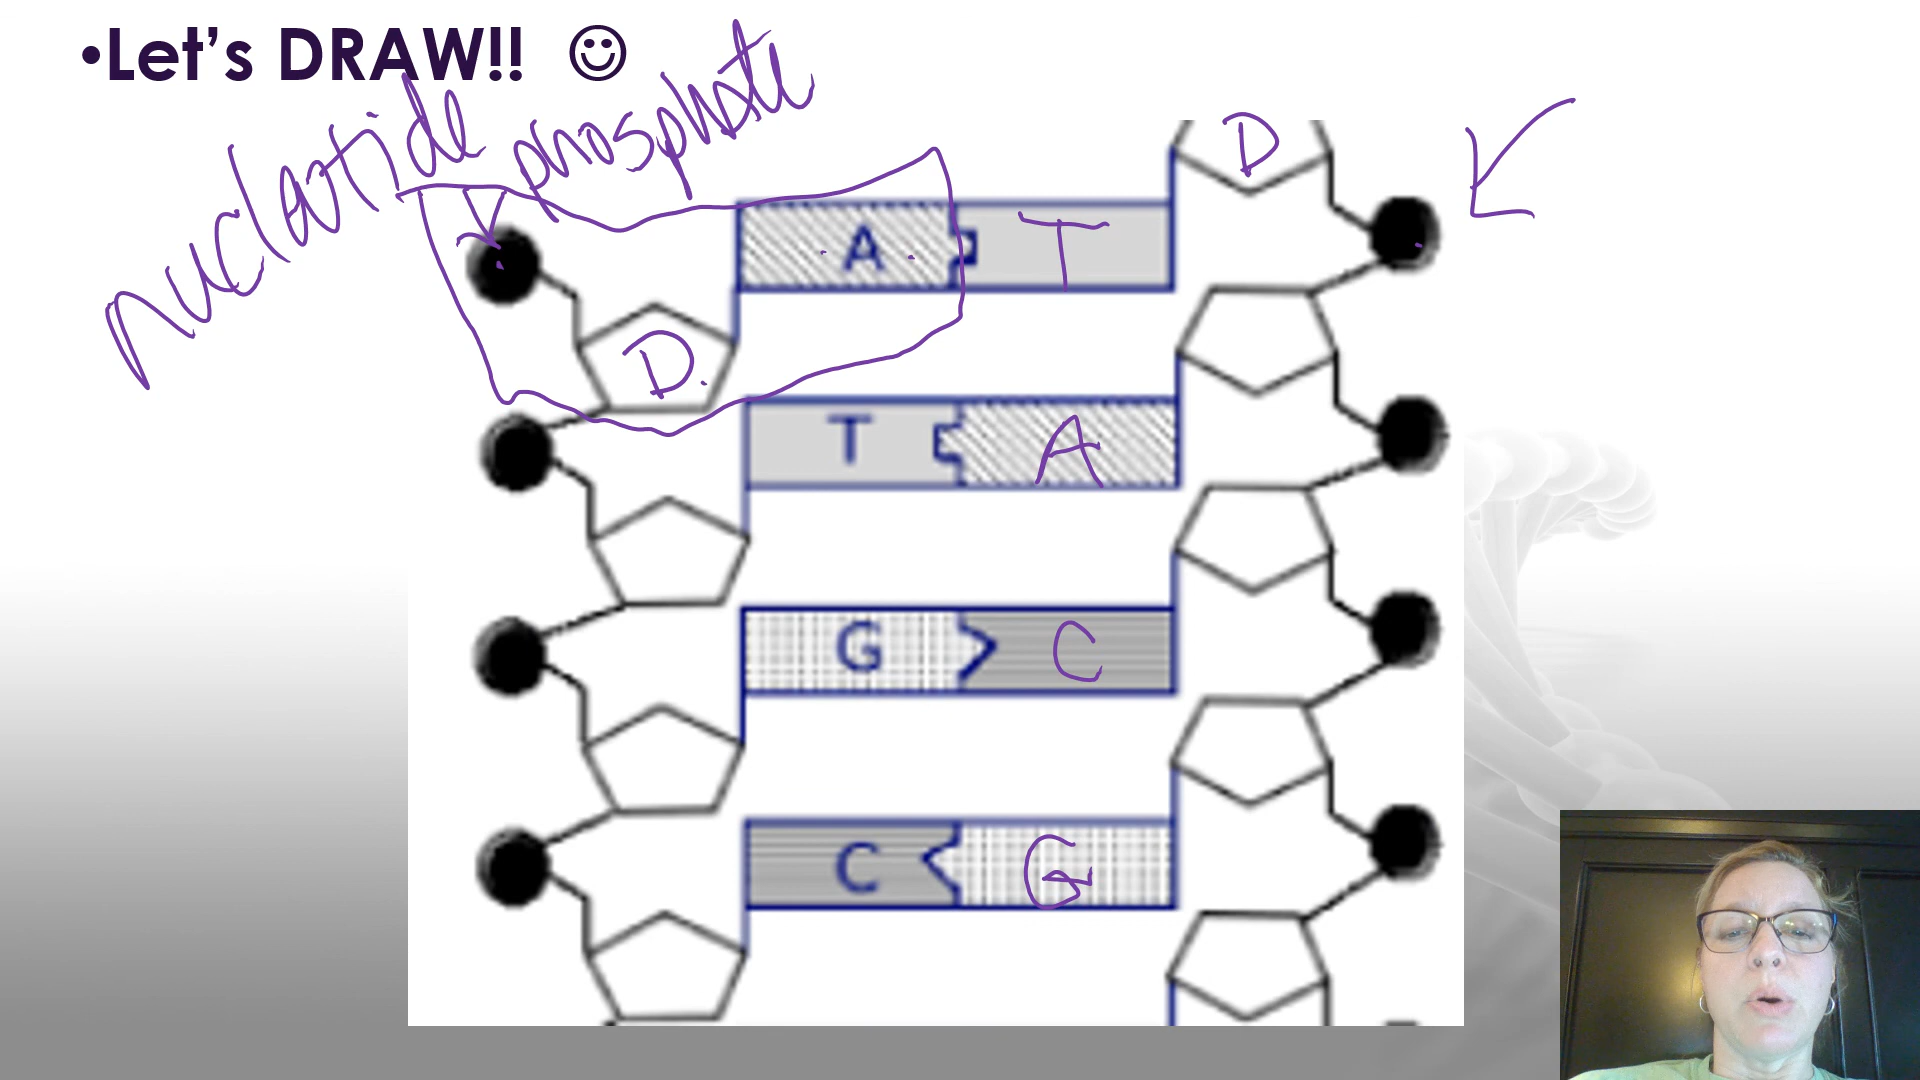 •Let's DRAW!! ☺
nucleotide
phosphate
D
A T
D
T A
G C
C G